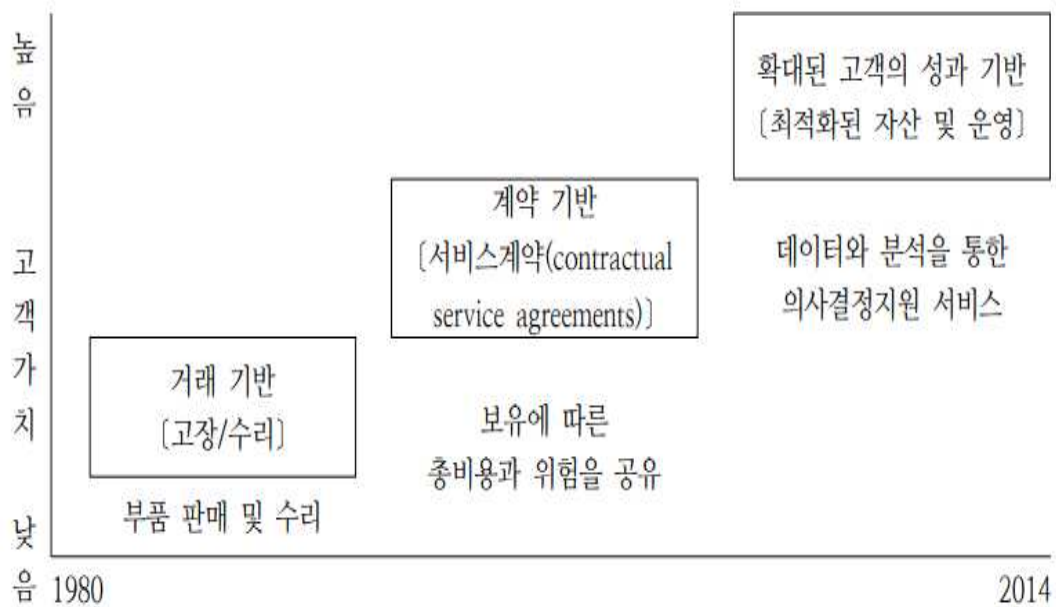 높음
고객가치
낮음
확대된 고객의 성과 기반
〔최적화된 자산 및 운영〕
데이터와 분석을 통한
의사결정지원 서비스
계약 기반
〔서비스계약(contractual
service agreements)〕
보유에 따른
총비용과 위험을 공유
거래 기반
〔고장/수리〕
부품 판매 및 수리
1980
2014